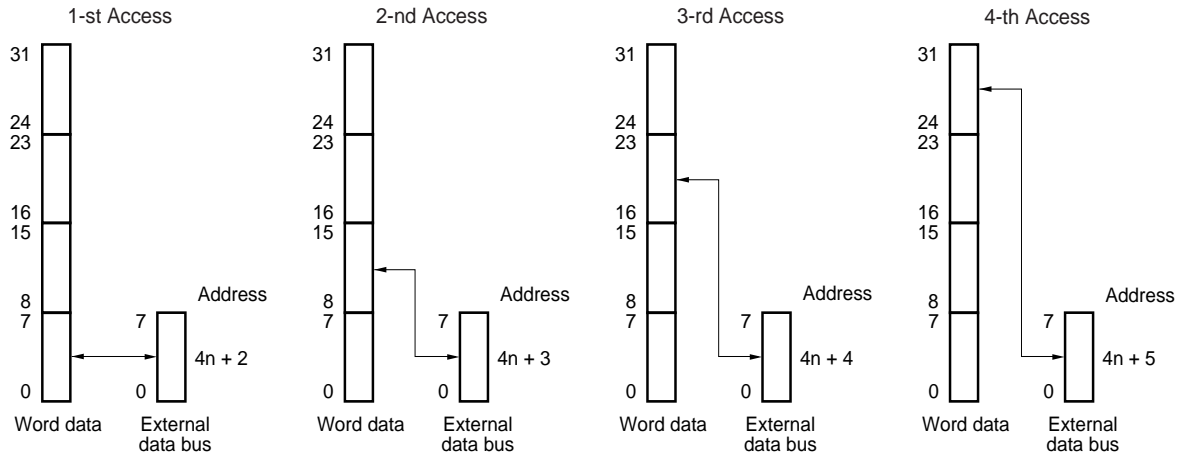 1-st Access
31
24
23
16
15
8
7
0
Address
7
4n + 2
0
Word data
External
data bus
2-nd Access
31
24
23
16
15
8
7
0
Address
7
4n + 3
0
Word data
External
data bus
3-rd Access
31
24
23
16
15
8
7
0
Address
7
4n + 4
0
Word data
External
data bus
4-th Access
31
24
23
16
15
8
7
0
Address
7
4n + 5
0
Word data
External
data bus